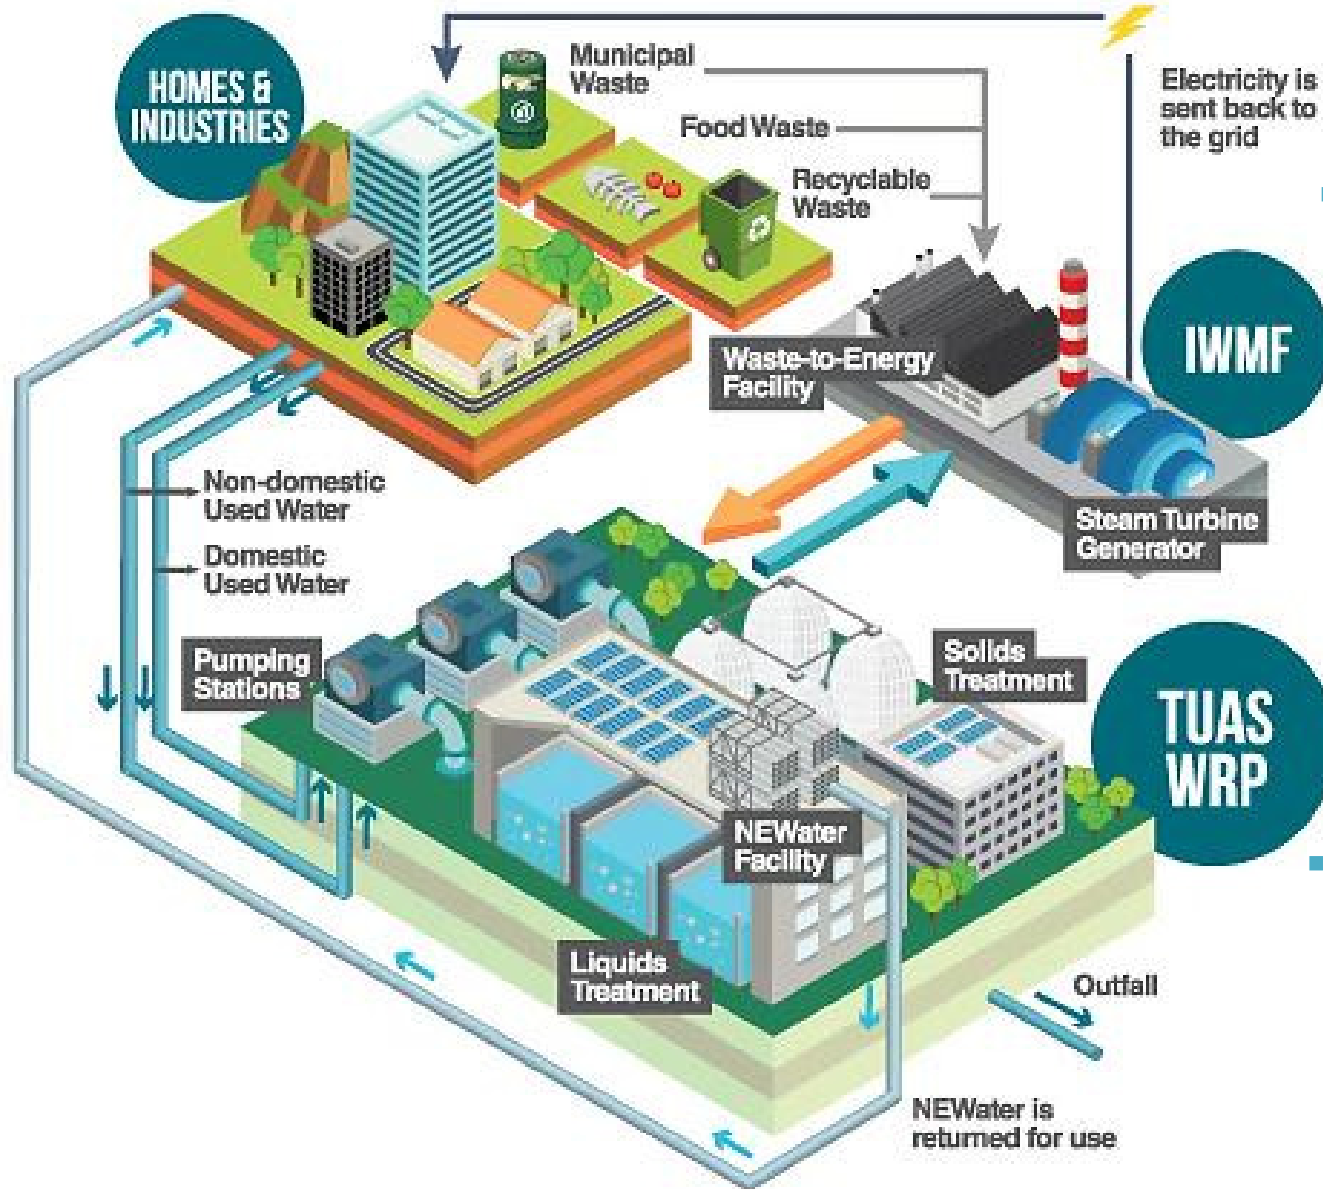 HOMES &
INDUSTRIES
Municipal
Waste
Food Waste
Recyclable
Waste
Electricity is
sent back to
the grid
IWMF
Waste-to-Energy
Facility
Steam Turbine
Generator
Non-domestic
Used Water
Domestic
Used Water
Pumping
Stations
Solids
Treatment
TUAS
WRP
NEWater
Facility
Liquids
Treatment
Outfall
NEWater is
returned for use